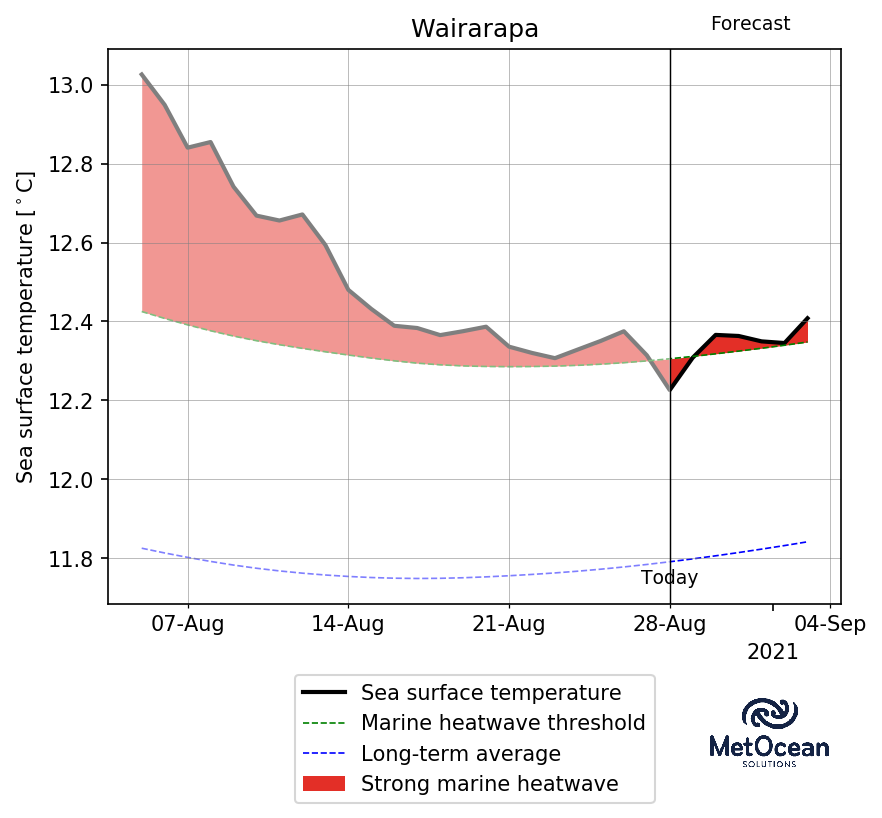 Wairarapa
Forecast
Sea surface temperature [°C]
13.0
12.8
12.6
12.4
12.2
12.0
11.8
Today
07-Aug
14-Aug
21-Aug
28-Aug
04-Sep
2021
Sea surface temperature
Marine heatwave threshold
Long-term average
Strong marine heatwave
MetOcean
SOLUTIONS